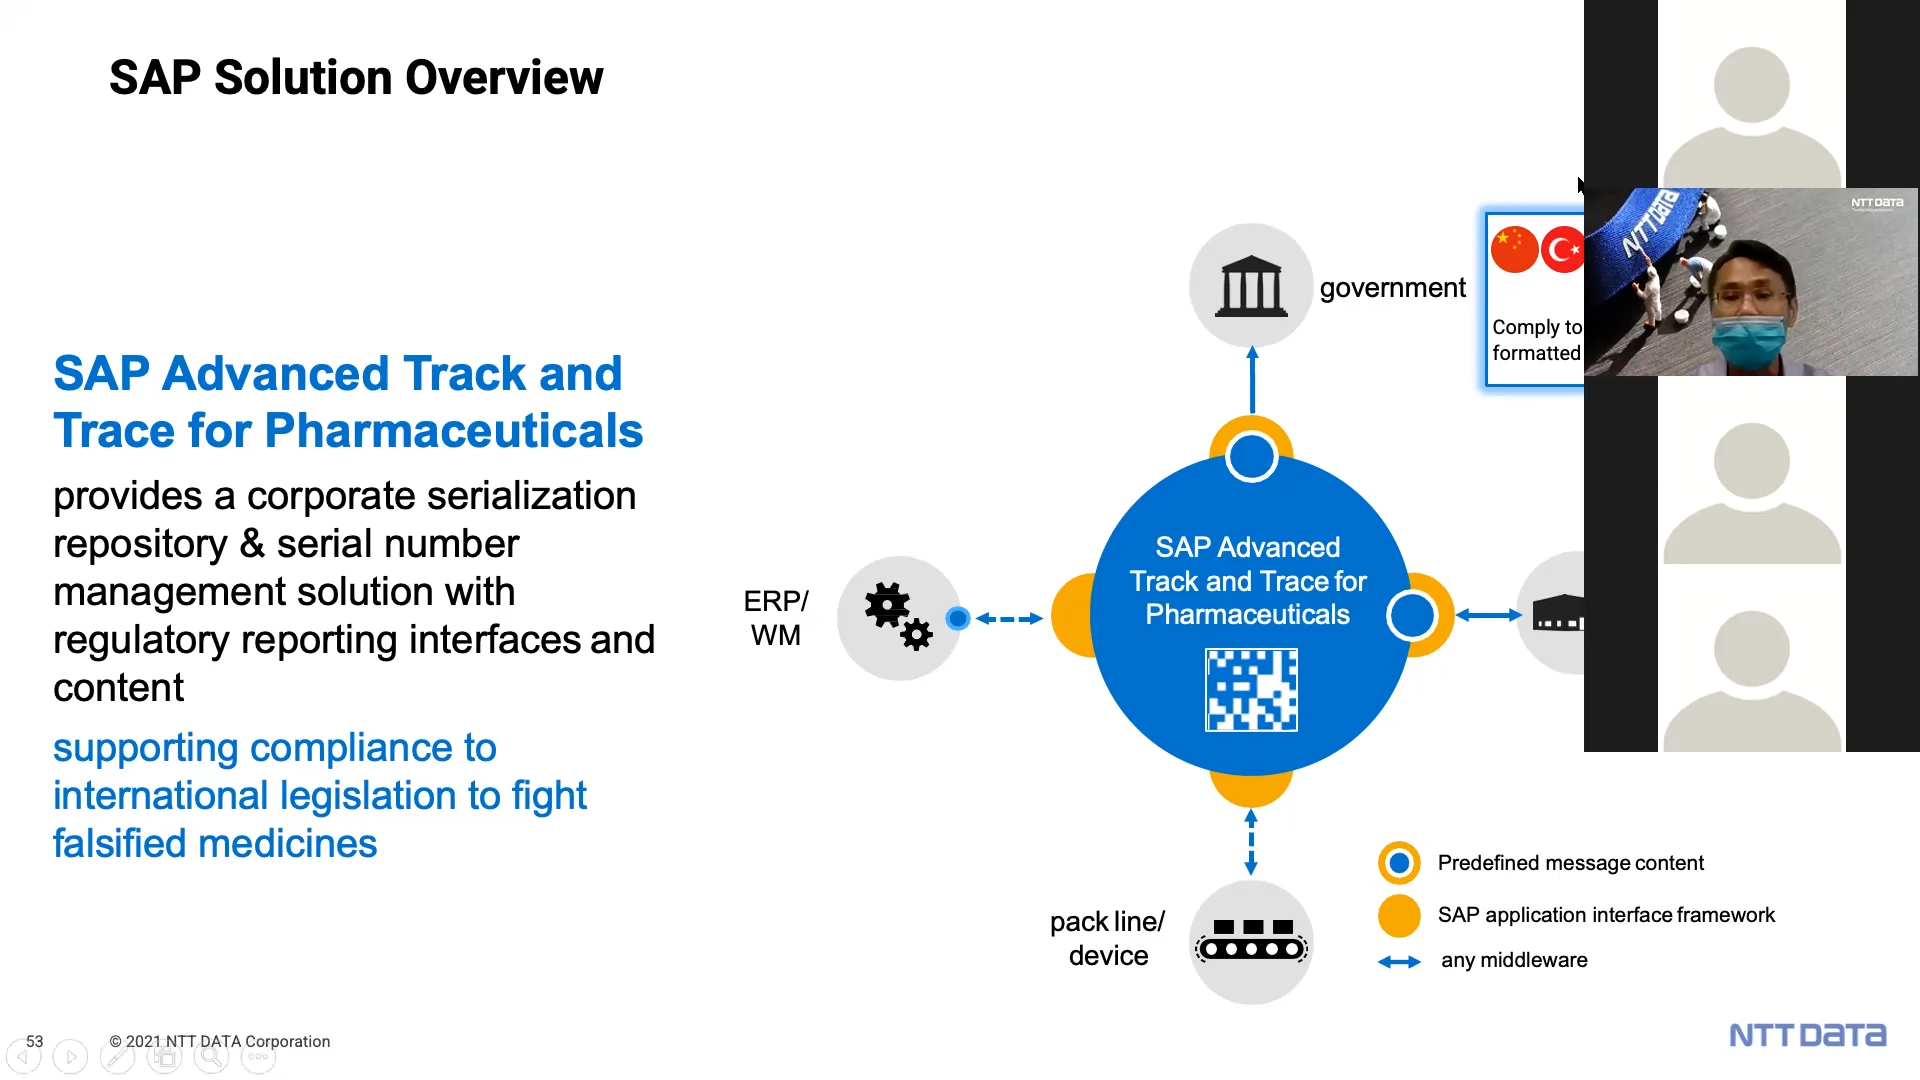 SAP Solution Overview
SAP Advanced Track and
Trace for Pharmaceuticals
provides a corporate serialization
repository & serial number
management solution with
regulatory reporting interfaces and
content
supporting compliance to
international legislation to fight
falsified medicines
government
Comply to
formatted
NTT DATA
NTT DATA
SAP Advanced
Track and Trace for
Pharmaceuticals
ERP/
WM
pack line/
device
Predefined message content
SAP application interface framework
any middleware
53
© 2021 NTT DATA Corporation
NTT DATA